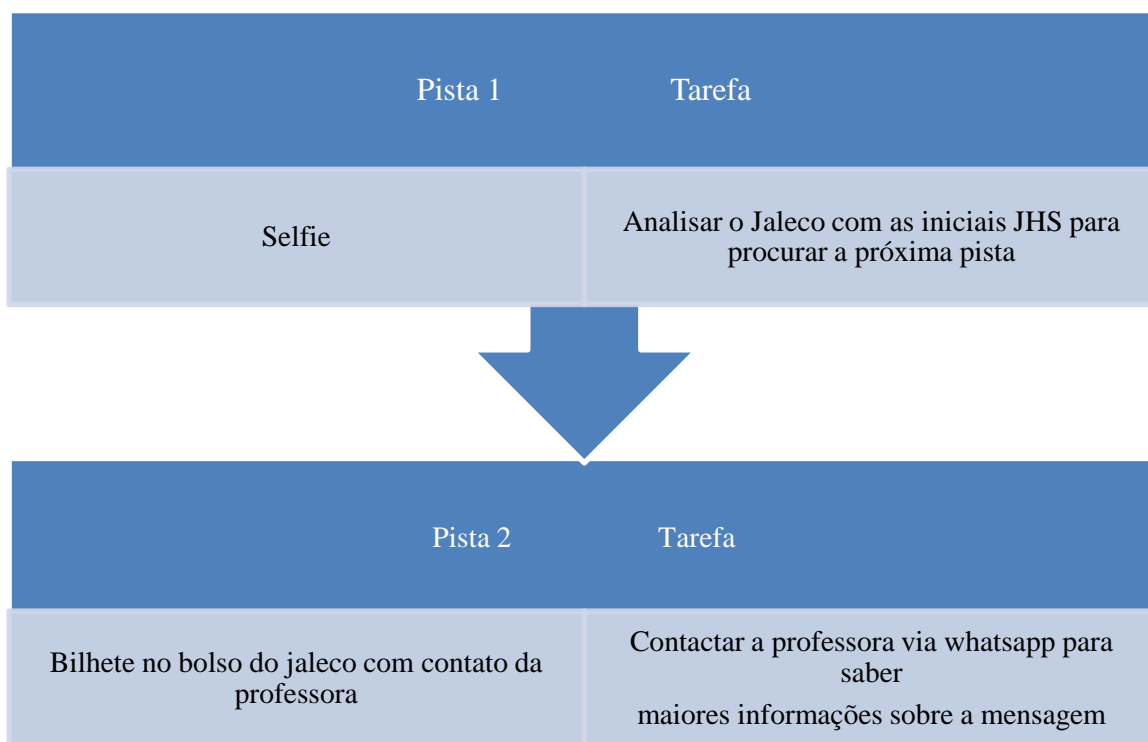 Pista 1 Tarefa
Selfie
Analisar o Jaleco com as iniciais JHS para
procurar a próxima pista
Pista 2 Tarefa
Bilhete no bolso do jaleco com contato da
professora
Contactar a professora via whatsapp para
saber
maiores informações sobre a mensagem